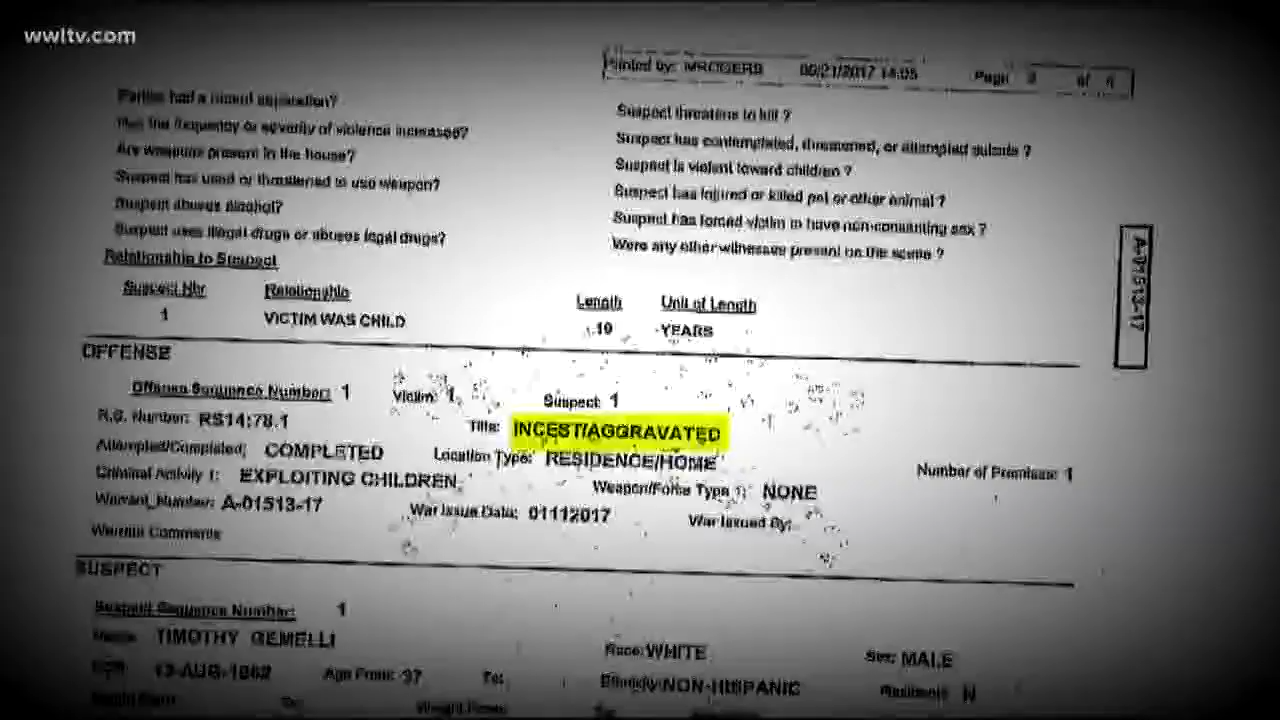 wwltv.com
Printed by: MROGERS 06/21/2017 14:05 Page of
Parties had a recent separation?
Has the frequency or severity of violence increased?
Are weapons present in the house?
Suspect has used or threatened to use weapon?
Suspect abuses alcohol?
Suspect uses illegal drugs or abuses legal drugs?
Suspect threatens to kill ?
Suspect has contemplated, threatened, or attempted suicide ?
Suspect is violent toward children ?
Suspect has injured or killed pet or other animal ?
Suspect has forced victim to have non-consenting sex ?
Were any other witnesses present on the scene ?
Relationship to Suspect
Suspect Nbr Relationship Length Unit of Length
1 VICTIM WAS CHILD 10 YEARS
A-01513-17
OFFENSE
Offense Sequence Number: 1 Victim: 1 Suspect: 1
R.S. Number: RS14:78.1 Title: INCEST/AGGRAVATED
Attempted/Completed: COMPLETED Location Type: RESIDENCE/HOME Number of Premises: 1
Criminal Activity 1: EXPLOITING CHILDREN Weapon/Force Type 1: NONE
Warrant Number: A-01513-17 War Issue Date: 01112017 War Issued By:
Warrant Comments
SUSPECT
Suspect Sequence Number: 1
Name: TIMOTHY GEMELLI Race: WHITE Sex: MALE
DOB: 13-AUG-1962 Age From: To: Ethnicity NON-HISPANIC Residents N
To: To: